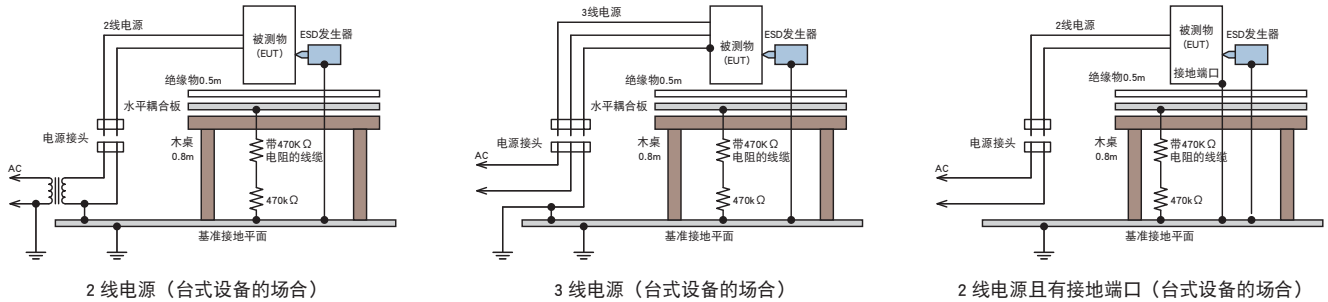 2线电源
被测物
(EUT)
ESD发生器
绝缘物0.5m
水平耦合板
电源接头
木桌
0.8m
带470KΩ
电阻的线缆
AC
470kΩ
基准接地平面
2 线电源（台式设备的场合）
3线电源
被测物
(EUT)
ESD发生器
绝缘物0.5m
水平耦合板
电源接头
木桌
0.8m
带470KΩ
电阻的线缆
AC
470kΩ
基准接地平面
3 线电源（台式设备的场合）
2线电源
被测物
(EUT)
ESD发生器
接地端口
绝缘物0.5m
电源接头
木桌
0.8m
带470KΩ
电阻的线缆
AC
470kΩ
基准接地平面
2 线电源且有接地端口（台式设备的场合）